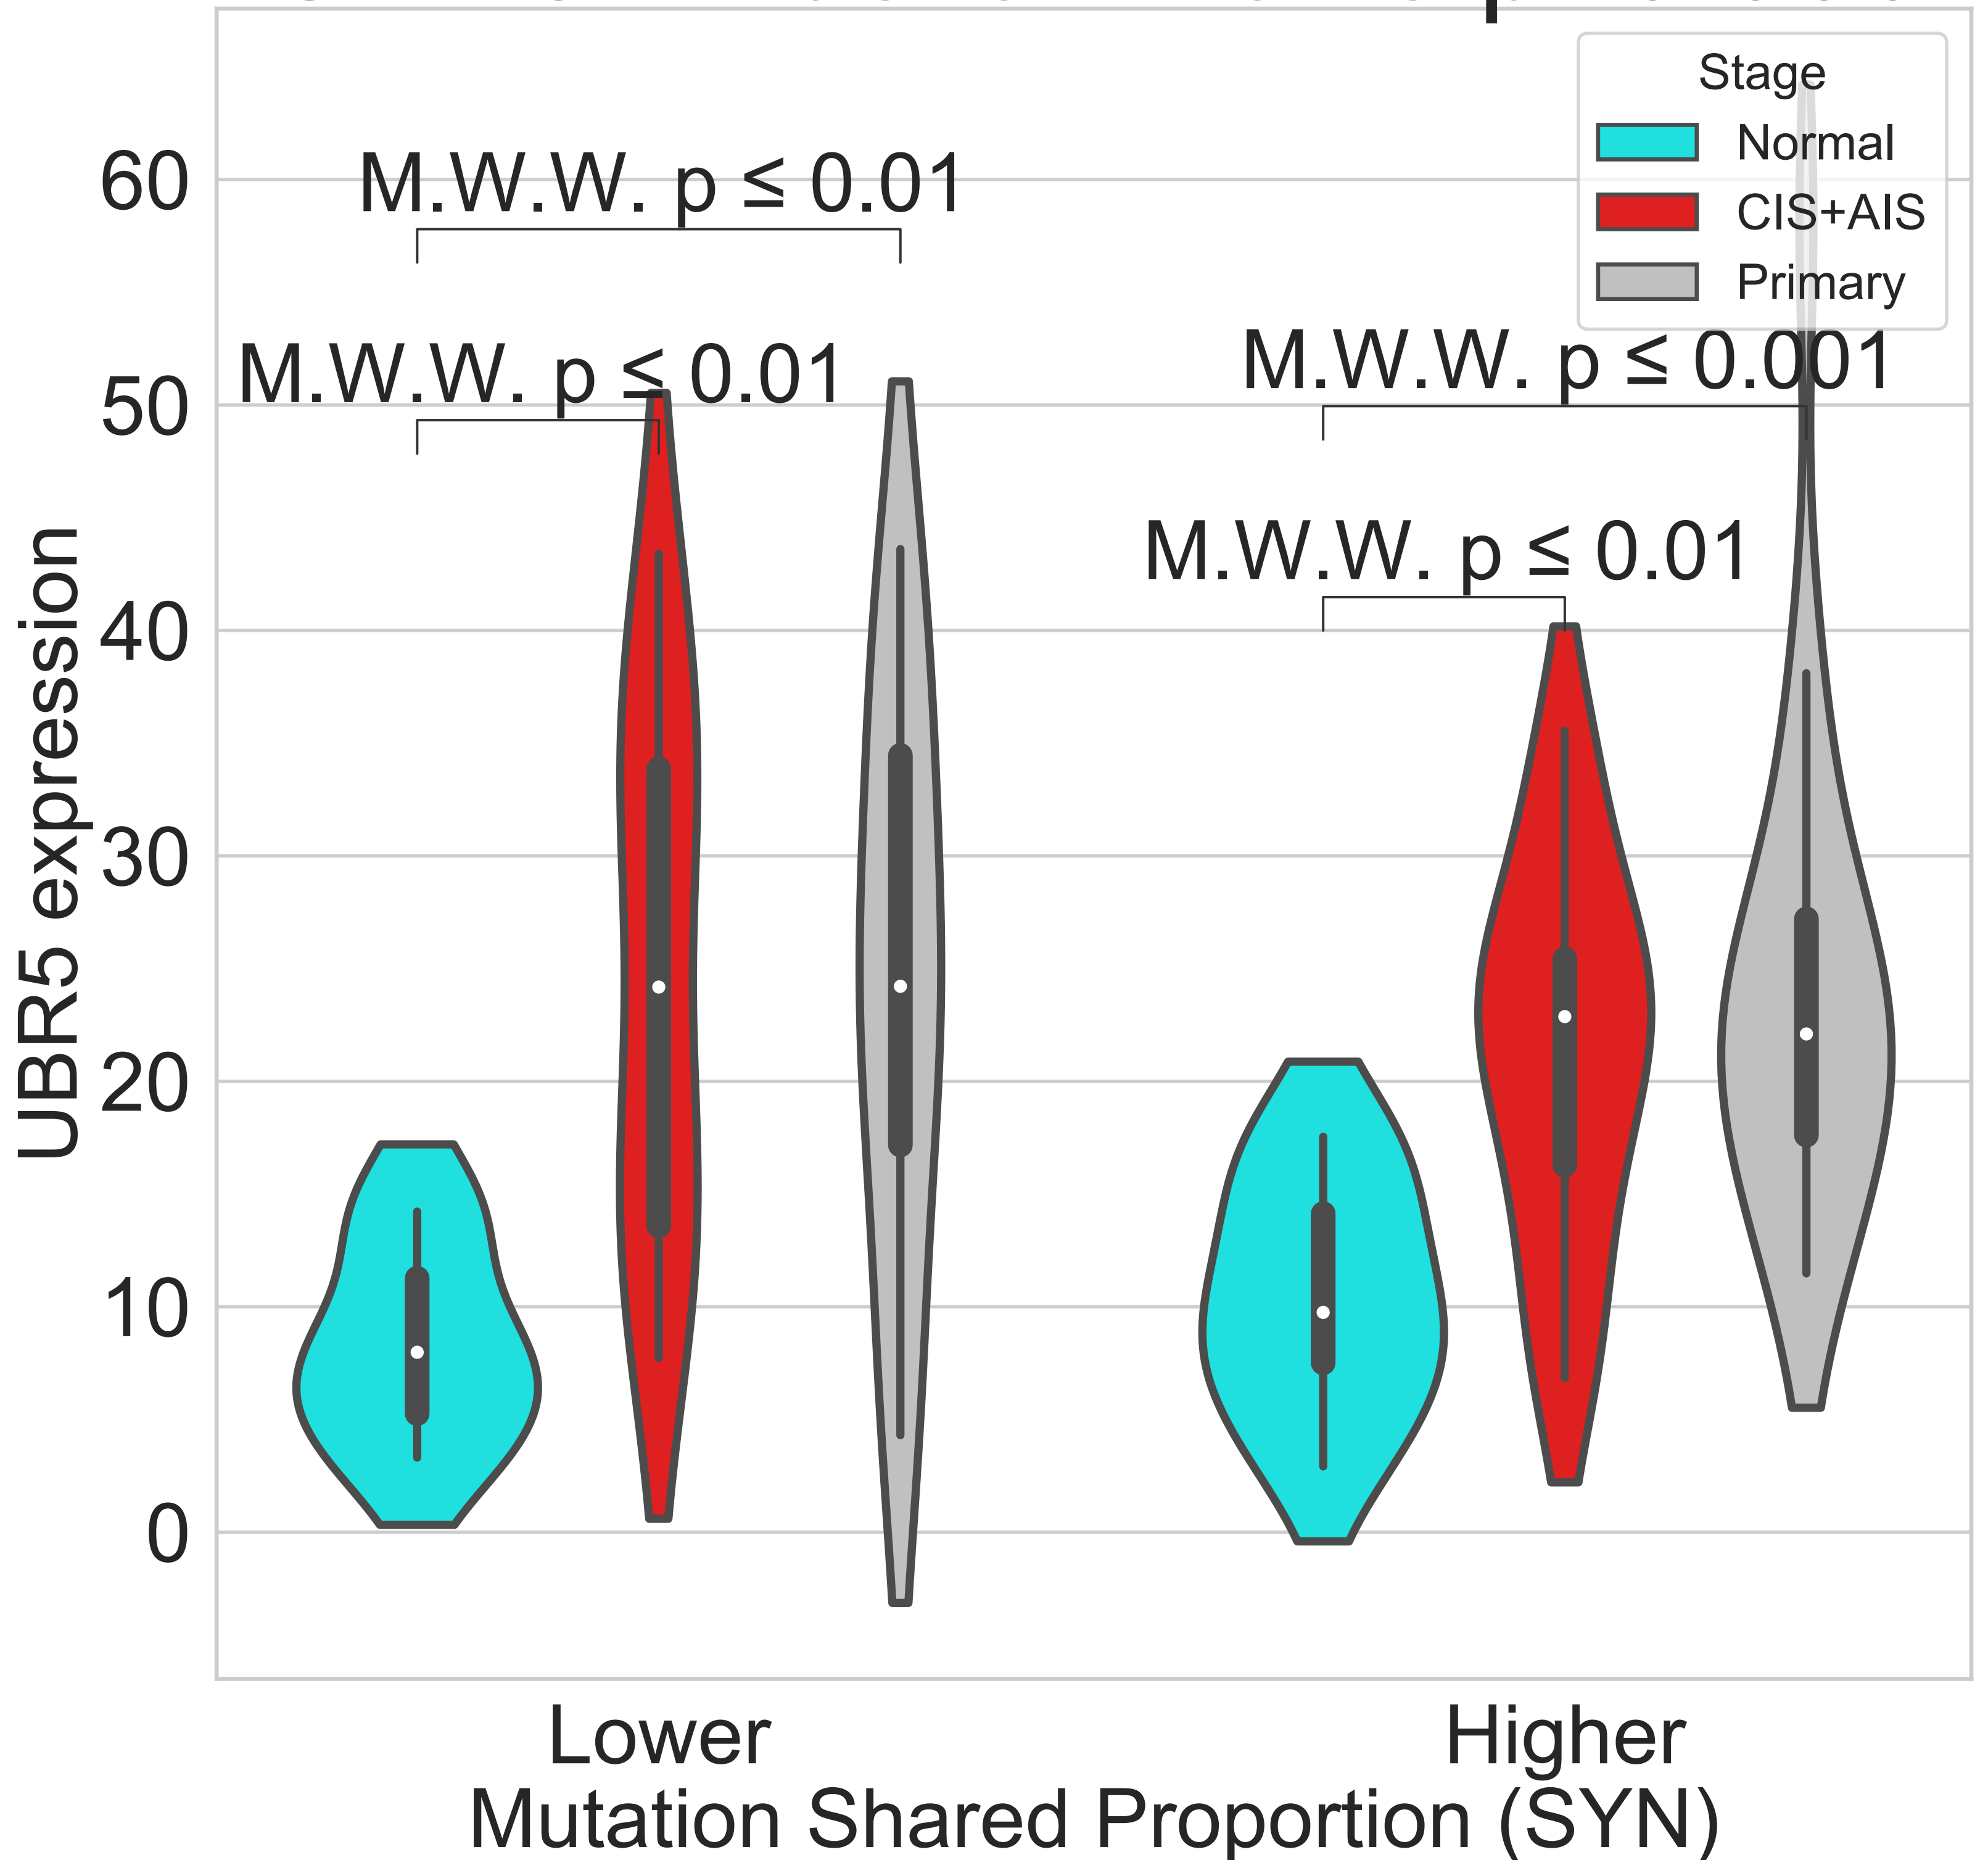 Stage
Normal
CIS+AIS
Primary
60
50
40
30
20
10
0
UBR5 expression
M.W.W. p ≤ 0.01
M.W.W. p ≤ 0.01
M.W.W. p ≤ 0.001
M.W.W. p ≤ 0.01
Lower
Higher
Mutation Shared Proportion (SYN)